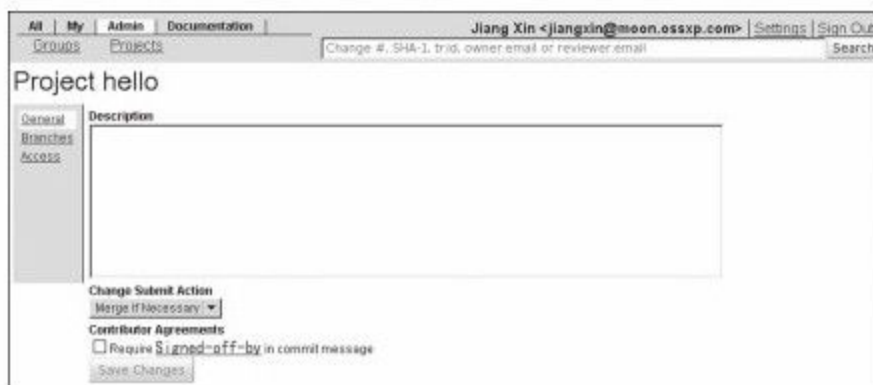 All | My | Admin | Documentation |
Jiang Xin <jiangxin@moon.ossxp.com> | Settings | Sign Out
Groups Projects
Change #, SHA-1, tr:id, owner:email or reviewer:email
Search
Project hello
General
Branches
Access
Description
Change Submit Action
Merge If Necessary
Contributor Agreements
Require Signed-off-by in commit message
Save Changes